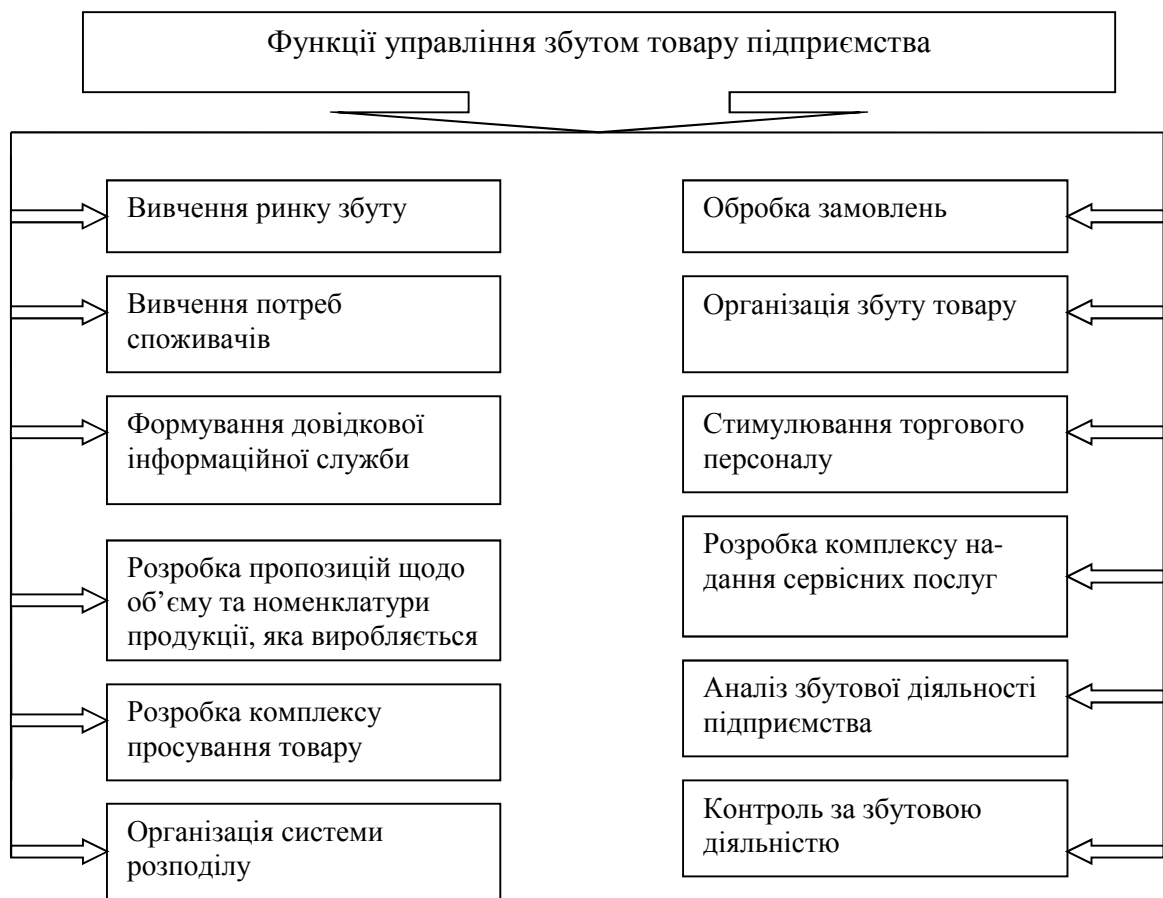 Функції управління збутом товару підприємства
Вивчення ринку збуту
Вивчення потреб
споживачів
Формування довідкової
інформаційної служби
Розробка пропозицій щодо
об’єму та номенклатури
продукції, яка виробляється
Розробка комплексу
просування товару
Організація системи
розподілу
Обробка замовлень
Організація збуту товару
Стимулювання торгового
персоналу
Розробка комплексу на-
дання сервісних послуг
Аналіз збутової діяльності
підприємства
Контроль за збутовою
діяльністю